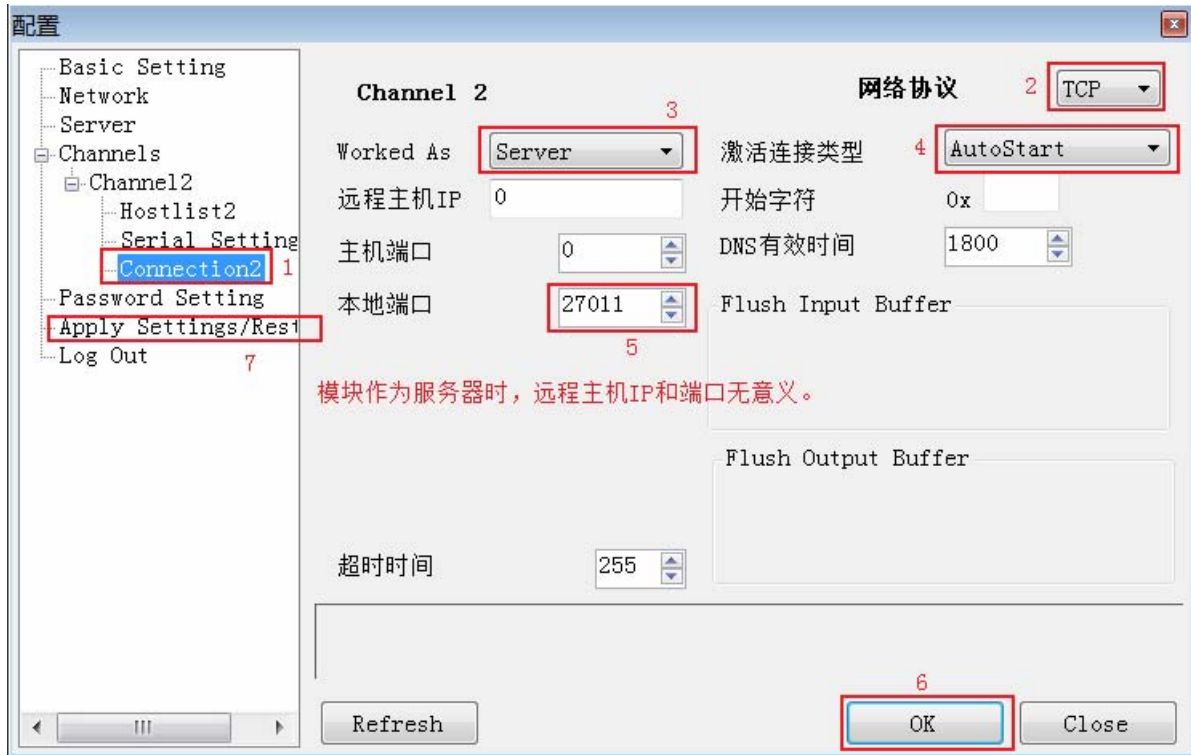 配置
Basic Setting
Network
Server
Channels
Channel2
Hostlist2
Serial Setting
Connection2 1
Password Setting
Apply Settings/Rest
7
Log Out
Channel 2
网络协议 2 TCP
3
Worked As Server
激活连接类型 4 AutoStart
远程主机IP 0
开始字符 0x
主机端口 0
DNS有效时间 1800
本地端口 27011
5
Flush Input Buffer
模块作为服务器时，远程主机IP和端口无意义。
Flush Output Buffer
超时时间 255
6
Refresh
OK
Close